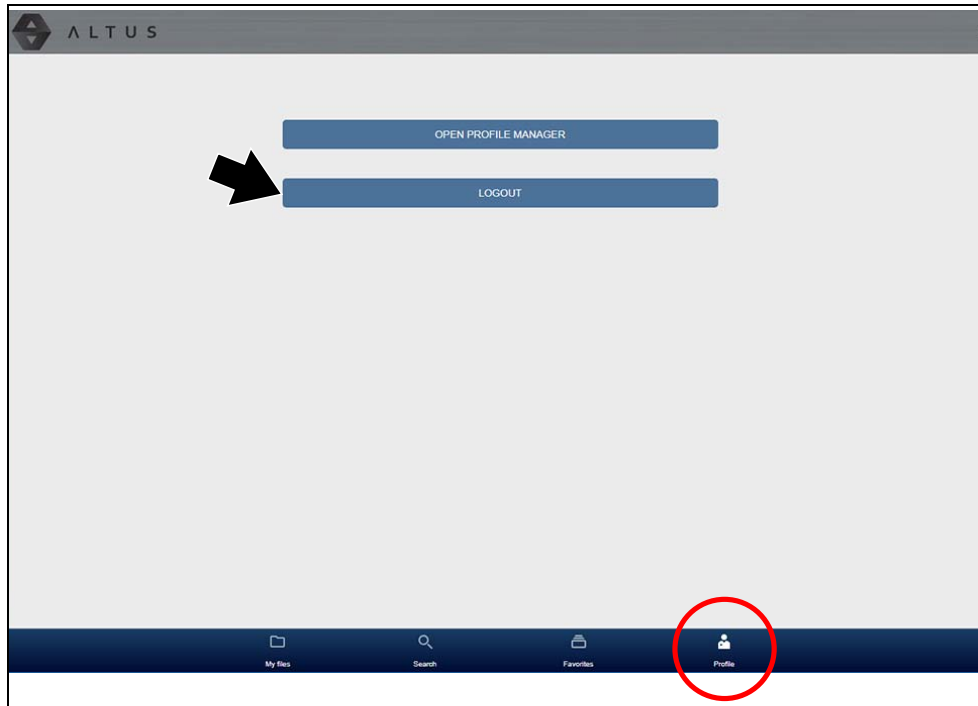 ALTUS
OPEN PROFILE MANAGER
LOGOUT
My files
Search
Favorites
Profile